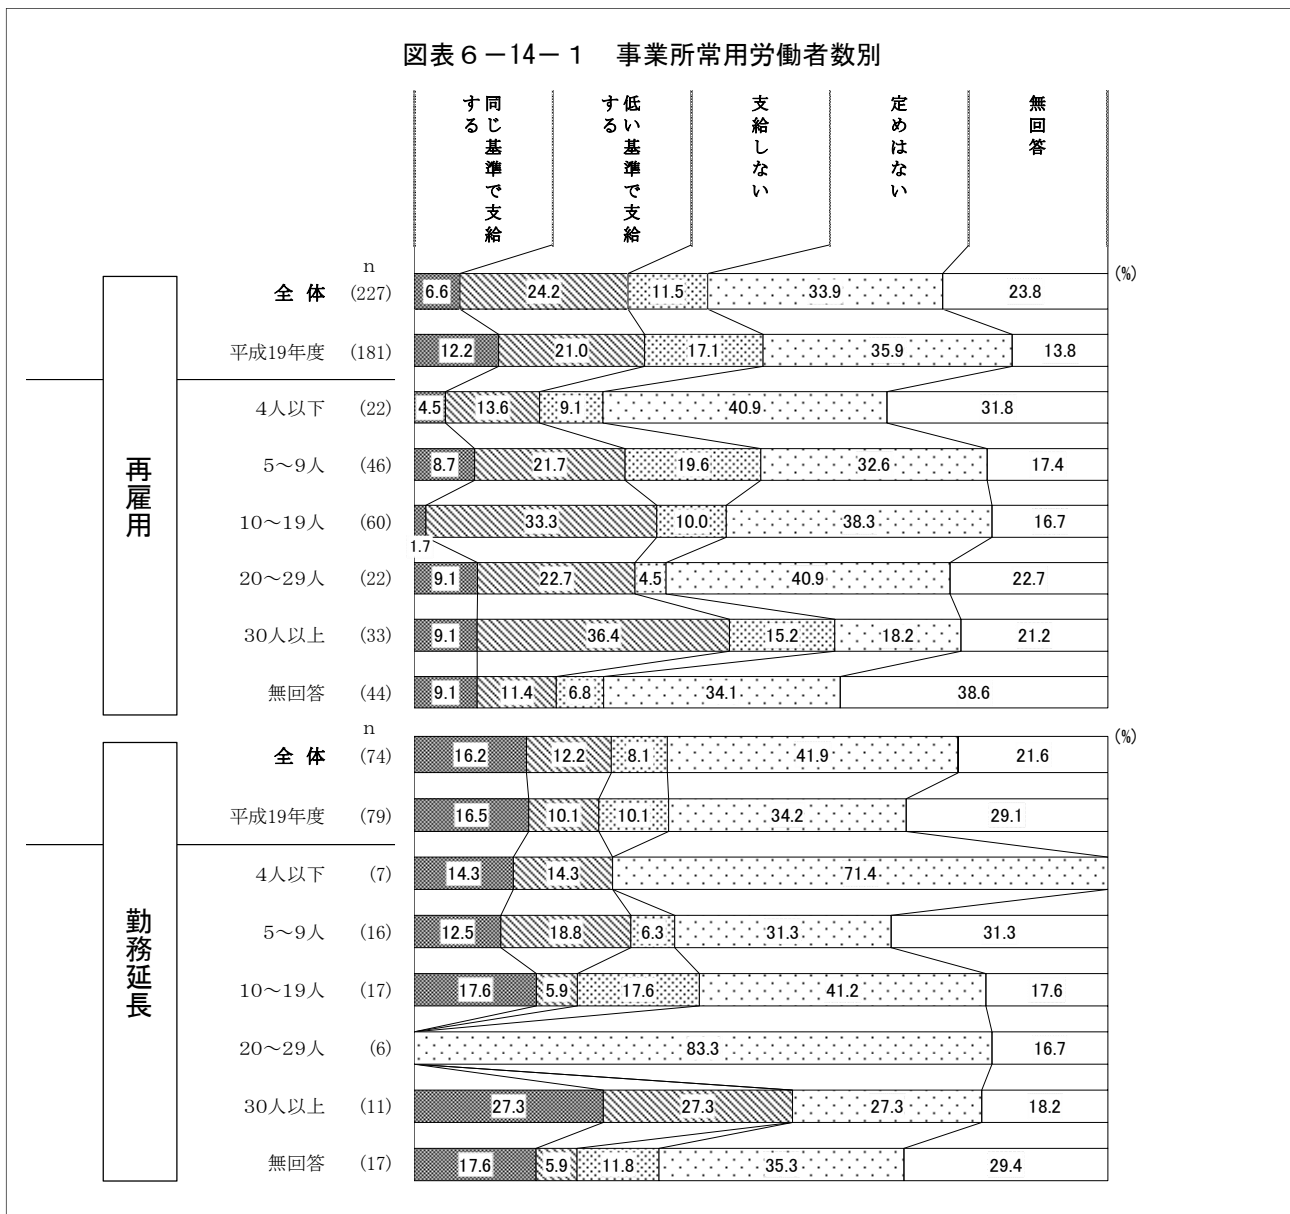 図表６－14－１　事業所常用労働者数別
同じ基準で支給する
低い基準で支給する
支給しない
定めはない
無回答
n
(%)
再雇用
全 体 (227) 6.6 24.2 11.5 33.9 23.8
平成19年度 (181) 12.2 21.0 17.1 35.9 13.8
4人以下 (22) 4.5 13.6 9.1 40.9 31.8
5～9人 (46) 8.7 21.7 19.6 32.6 17.4
10～19人 (60) 1.7 33.3 10.0 38.3 16.7
20～29人 (22) 9.1 22.7 4.5 40.9 22.7
30人以上 (33) 9.1 36.4 15.2 18.2 21.2
無回答 (44) 9.1 11.4 6.8 34.1 38.6
n
(%)
勤務延長
全 体 (74) 16.2 12.2 8.1 41.9 21.6
平成19年度 (79) 16.5 10.1 10.1 34.2 29.1
4人以下 (7) 14.3 14.3 71.4
5～9人 (16) 12.5 18.8 6.3 31.3 31.3
10～19人 (17) 17.6 5.9 17.6 41.2 17.6
20～29人 (6) 83.3 16.7
30人以上 (11) 27.3 27.3 27.3 18.2
無回答 (17) 17.6 5.9 11.8 35.3 29.4